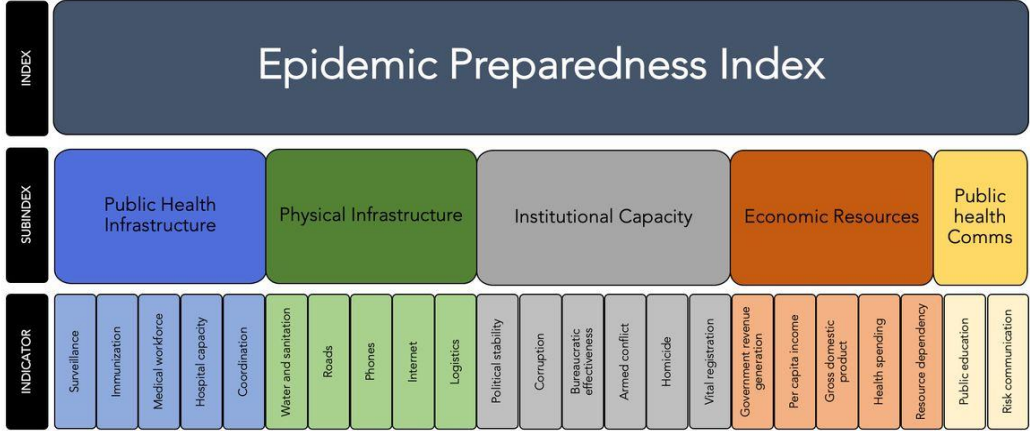 INDEX
Epidemic Preparedness Index
SUBINDEX
Public Health
Infrastructure
Physical Infrastructure
Institutional Capacity
Economic Resources
Public
health
Comms
INDICATOR
Surveillance
Immunization
Medical workforce
Hospital capacity
Coordination
Water and sanitation
Roads
Phones
Internet
Logistics
Political stability
Corruption
Bureaucratic
effectiveness
Armed conflict
Homicide
Vital registration
Government revenue
generation
Per capita income
Gross domestic
product
Health spending
Resource dependency
Public education
Risk communication